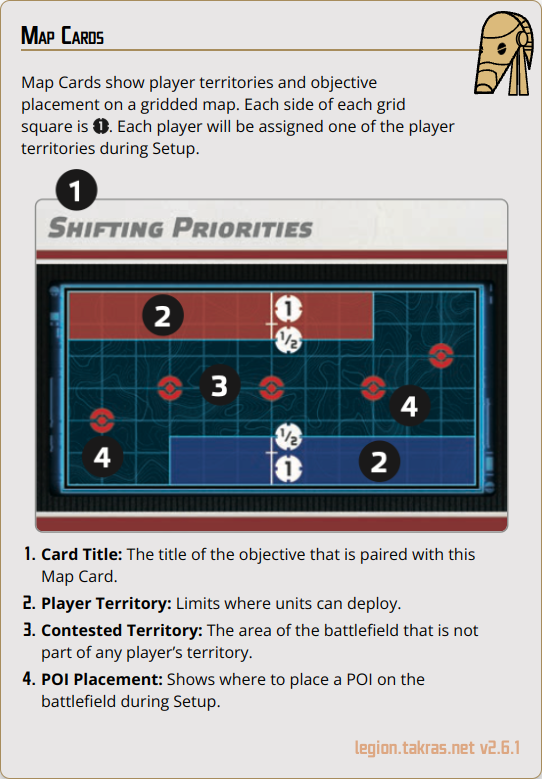 Map Cards
Map Cards show player territories and objective
placement on a gridded map. Each side of each grid
square is 1. Each player will be assigned one of the player
territories during Setup.
1
Shifting Priorities
2
1
½
3
4
½
4
1
2
1. Card Title: The title of the objective that is paired with this
Map Card.
2. Player Territory: Limits where units can deploy.
3. Contested Territory: The area of the battlefield that is not
part of any player’s territory.
4. POI Placement: Shows where to place a POI on the
battlefield during Setup.
legion.takras.net v2.6.1